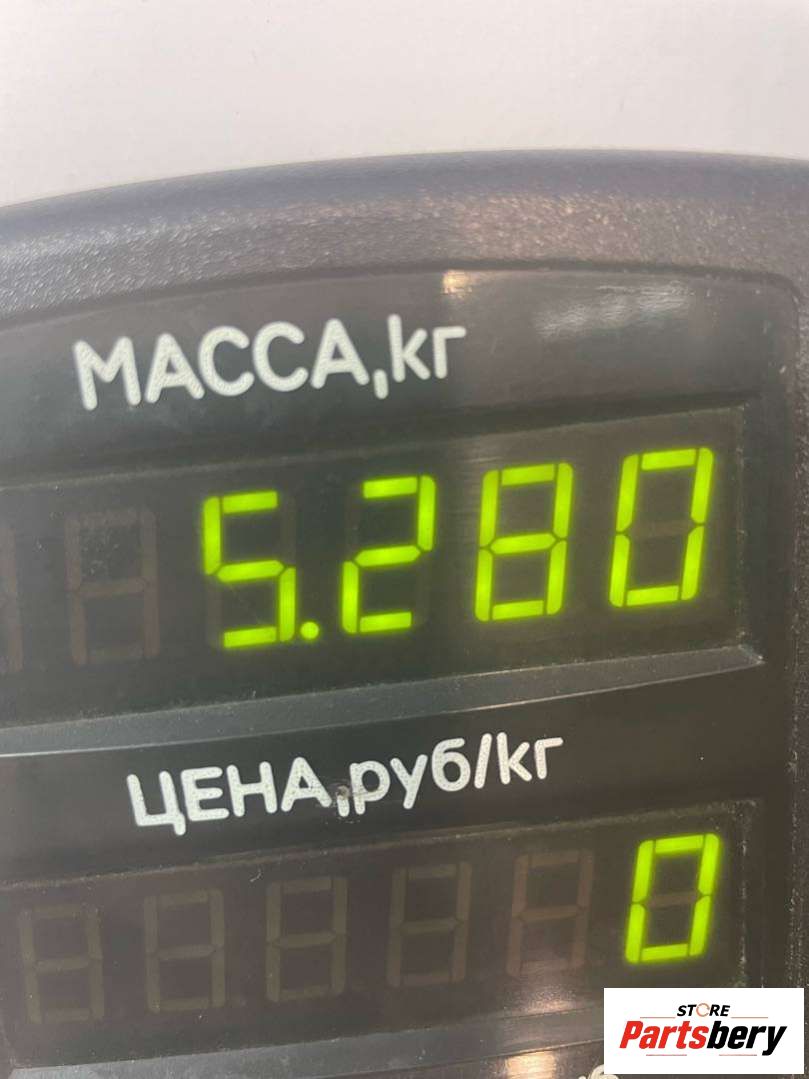 МАССА,кг
5.280
ЦЕНА,руб/кг
0
STORE
Partsbery